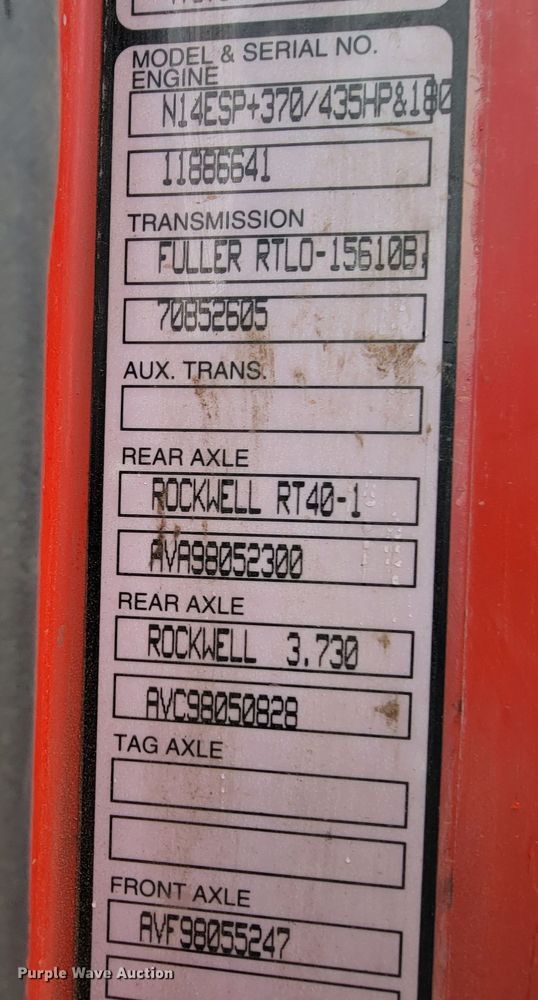 MODEL & SERIAL NO.
ENGINE
N14ESP+370/435HP&180
11886641
TRANSMISSION
FULLER RTLO-15610B
70852605
AUX. TRANS.
REAR AXLE
ROCKWELL RT40-1
AVA98052300
REAR AXLE
ROCKWELL 3.730
AVC98050828
TAG AXLE
FRONT AXLE
AVF98055247
Purple Wave Auction